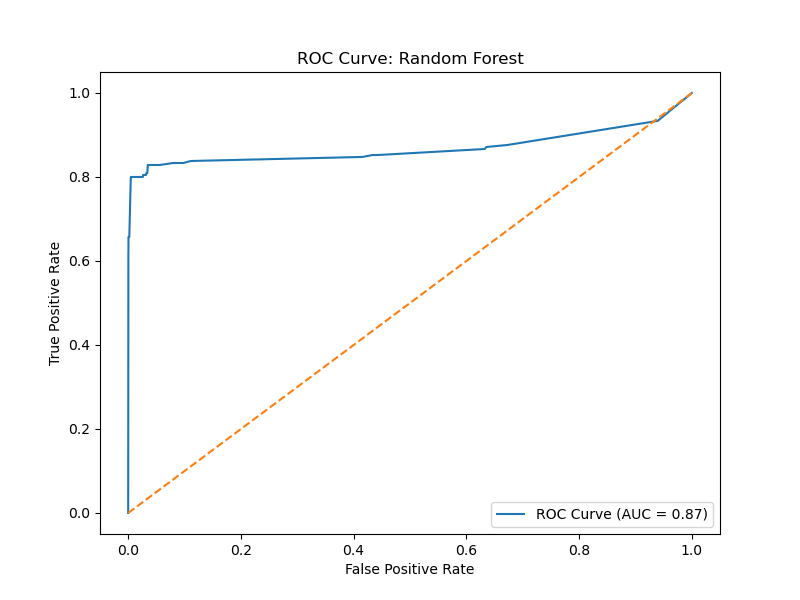 ROC Curve: Random Forest
1.0
0.8
0.6
0.4
0.2
0.0
True Positive Rate
ROC Curve (AUC = 0.87)
0.0 0.2 0.4 0.6 0.8 1.0
False Positive Rate